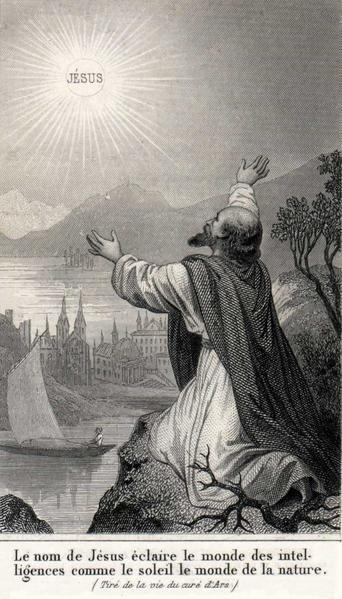 JÉSUS
Le nom de Jésus éclaire le monde des intel-
ligences comme le soleil le monde de la nature.
(Tiré de la vie du curé d'Ars.)